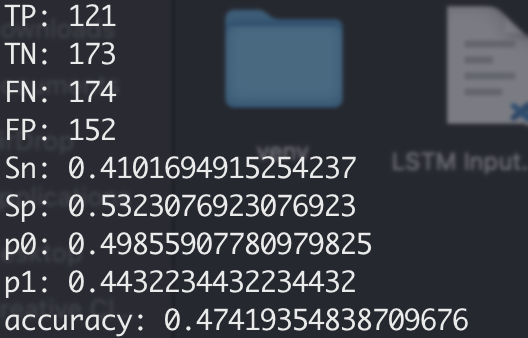 TP: 121
TN: 173
FN: 174
FP: 152
Sn: 0.4101694915254237
Sp: 0.5323076923076923
p0: 0.49855907780979825
p1: 0.4432234432234432
accuracy: 0.47419354838709676
venv
LSTM Input.